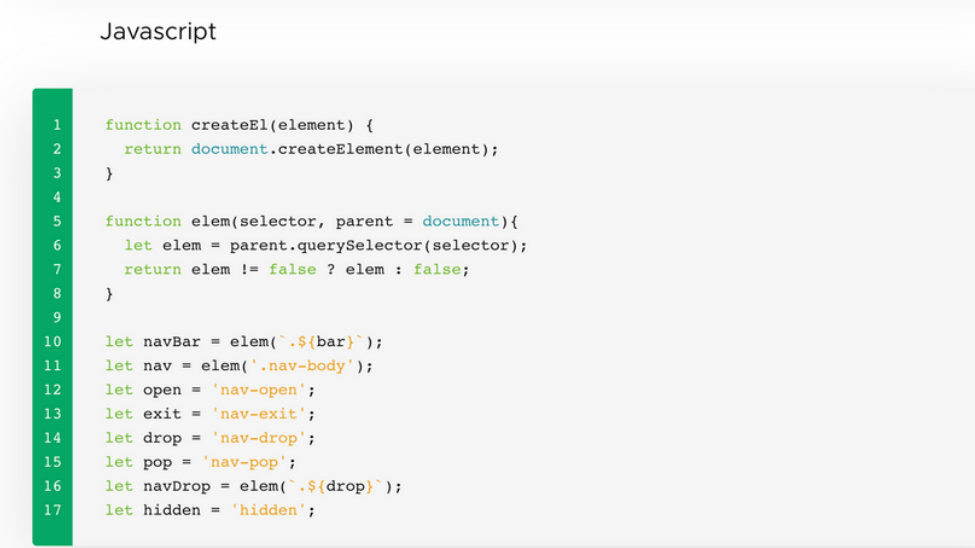 Javascript
1 function createEl(element) {
2   return document.createElement(element);
3 }
4
5 function elem(selector, parent = document){
6   let elem = parent.querySelector(selector);
7   return elem != false ? elem : false;
8 }
9
10 let navBar = elem(`.${bar}`);
11 let nav = elem('.nav-body');
12 let open = 'nav-open';
13 let exit = 'nav-exit';
14 let drop = 'nav-drop';
15 let pop = 'nav-pop';
16 let navDrop = elem(`.${drop}`);
17 let hidden = 'hidden';